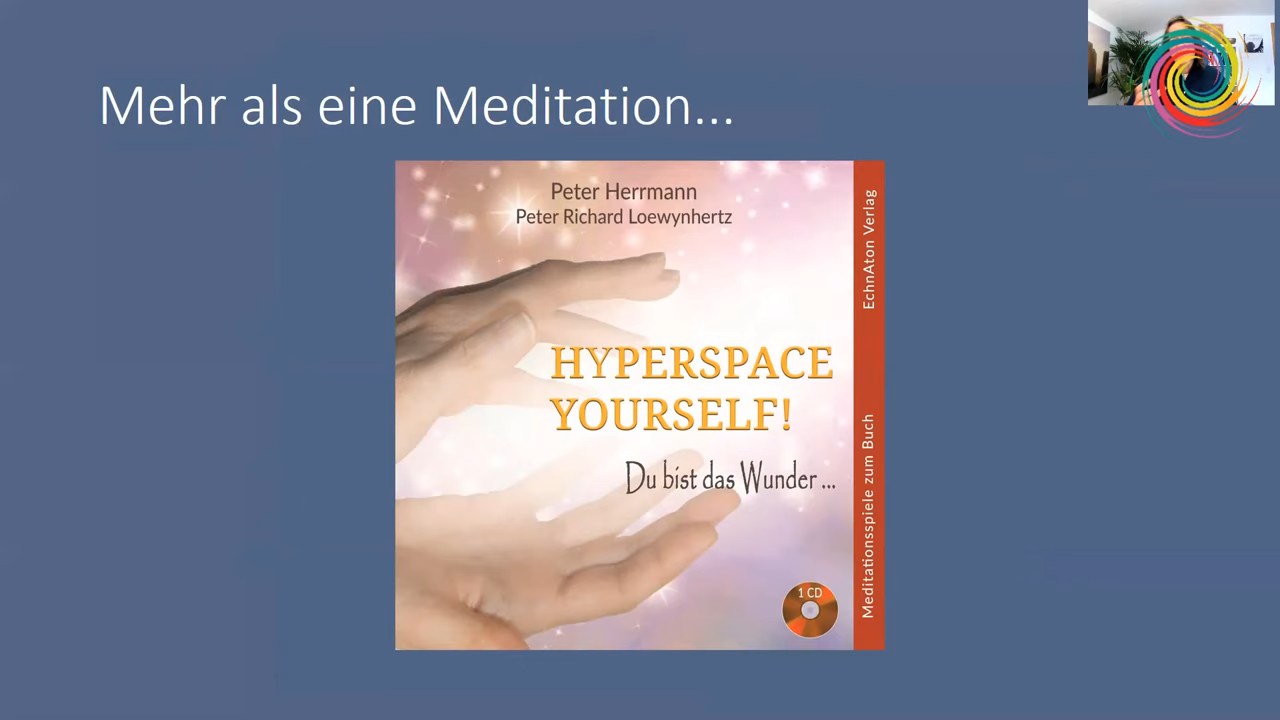 Mehr als eine Meditation...
Peter Herrmann
Peter Richard Loewynhertz
HYPERSPACE
YOURSELF!
Du bist das Wunder ...
1 CD
EchnAton Verlag
Meditationsspiele zum Buch